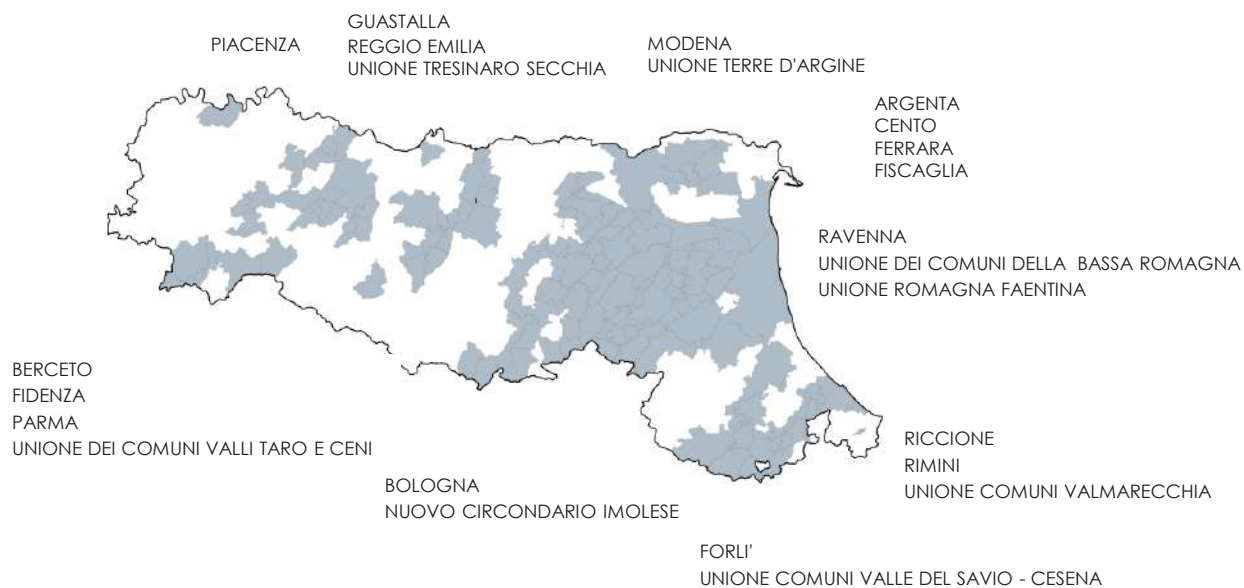 PIACENZA
GUASTALLA
REGGIO EMILIA
UNIONE TRESINARO SECCHIA
MODENA
UNIONE TERRE D'ARGINE
ARGENTA
CENTO
FERRARA
FISCAGLIA
RAVENNA
UNIONE DEI COMUNI DELLA BASSA ROMAGNA
UNIONE ROMAGNA FAENTINA
BERCETO
FIDENZA
PARMA
UNIONE DEI COMUNI VALLI TARO E CENI
BOLOGNA
NUOVO CIRCONDARIO IMOLESE
RICCIONE
RIMINI
UNIONE COMUNI VALMARECCHIA
FORLI'
UNIONE COMUNI VALLE DEL SAVIO - CESENA